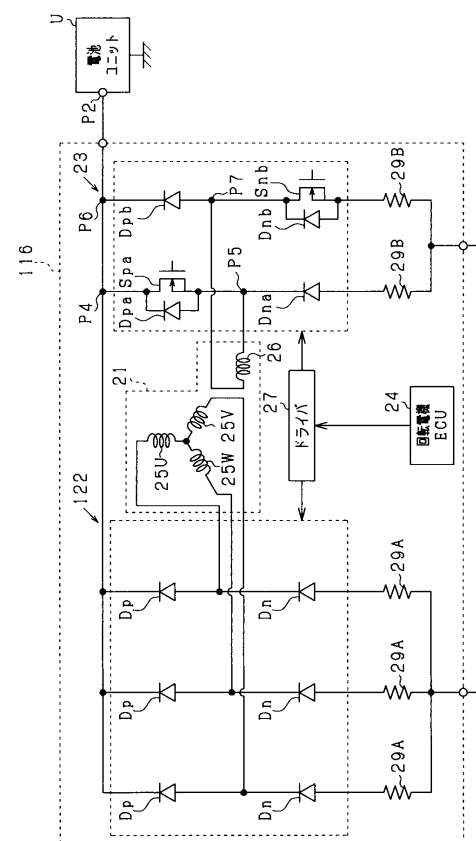 116
U
電池
ユニット
P2
23
P6
P4
Dpb
P7
Snb
Dnb
29B
Dpa
Spa
P5
Dna
29B
21
26
25U
25V
25W
27
ドライバ
24
回転電機
ECU
122
Dp
Dn
29A
Dp
Dn
29A
Dp
Dn
29A